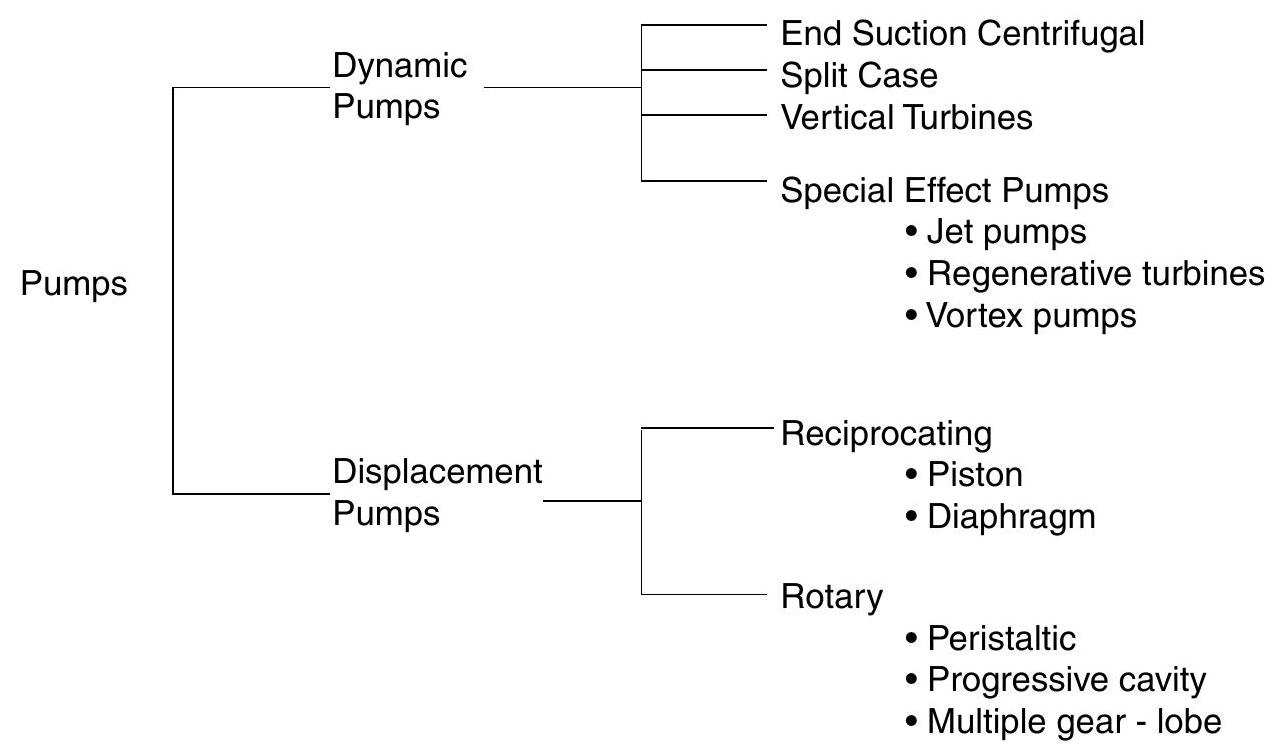 Pumps
Dynamic
Pumps
End Suction Centrifugal
Split Case
Vertical Turbines
Special Effect Pumps
• Jet pumps
• Regenerative turbines
• Vortex pumps
Displacement
Pumps
Reciprocating
• Piston
• Diaphragm
Rotary
• Peristaltic
• Progressive cavity
• Multiple gear - lobe